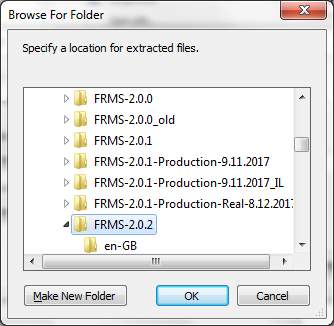 Browse For Folder
Specify a location for extracted files.
FRMS-2.0.0
FRMS-2.0.0_old
FRMS-2.0.1
FRMS-2.0.1-Production-9.11.2017
FRMS-2.0.1-Production-9.11.2017_IL
FRMS-2.0.1-Production-Real-8.12.2017
FRMS-2.0.2
en-GB
Make New Folder
OK
Cancel